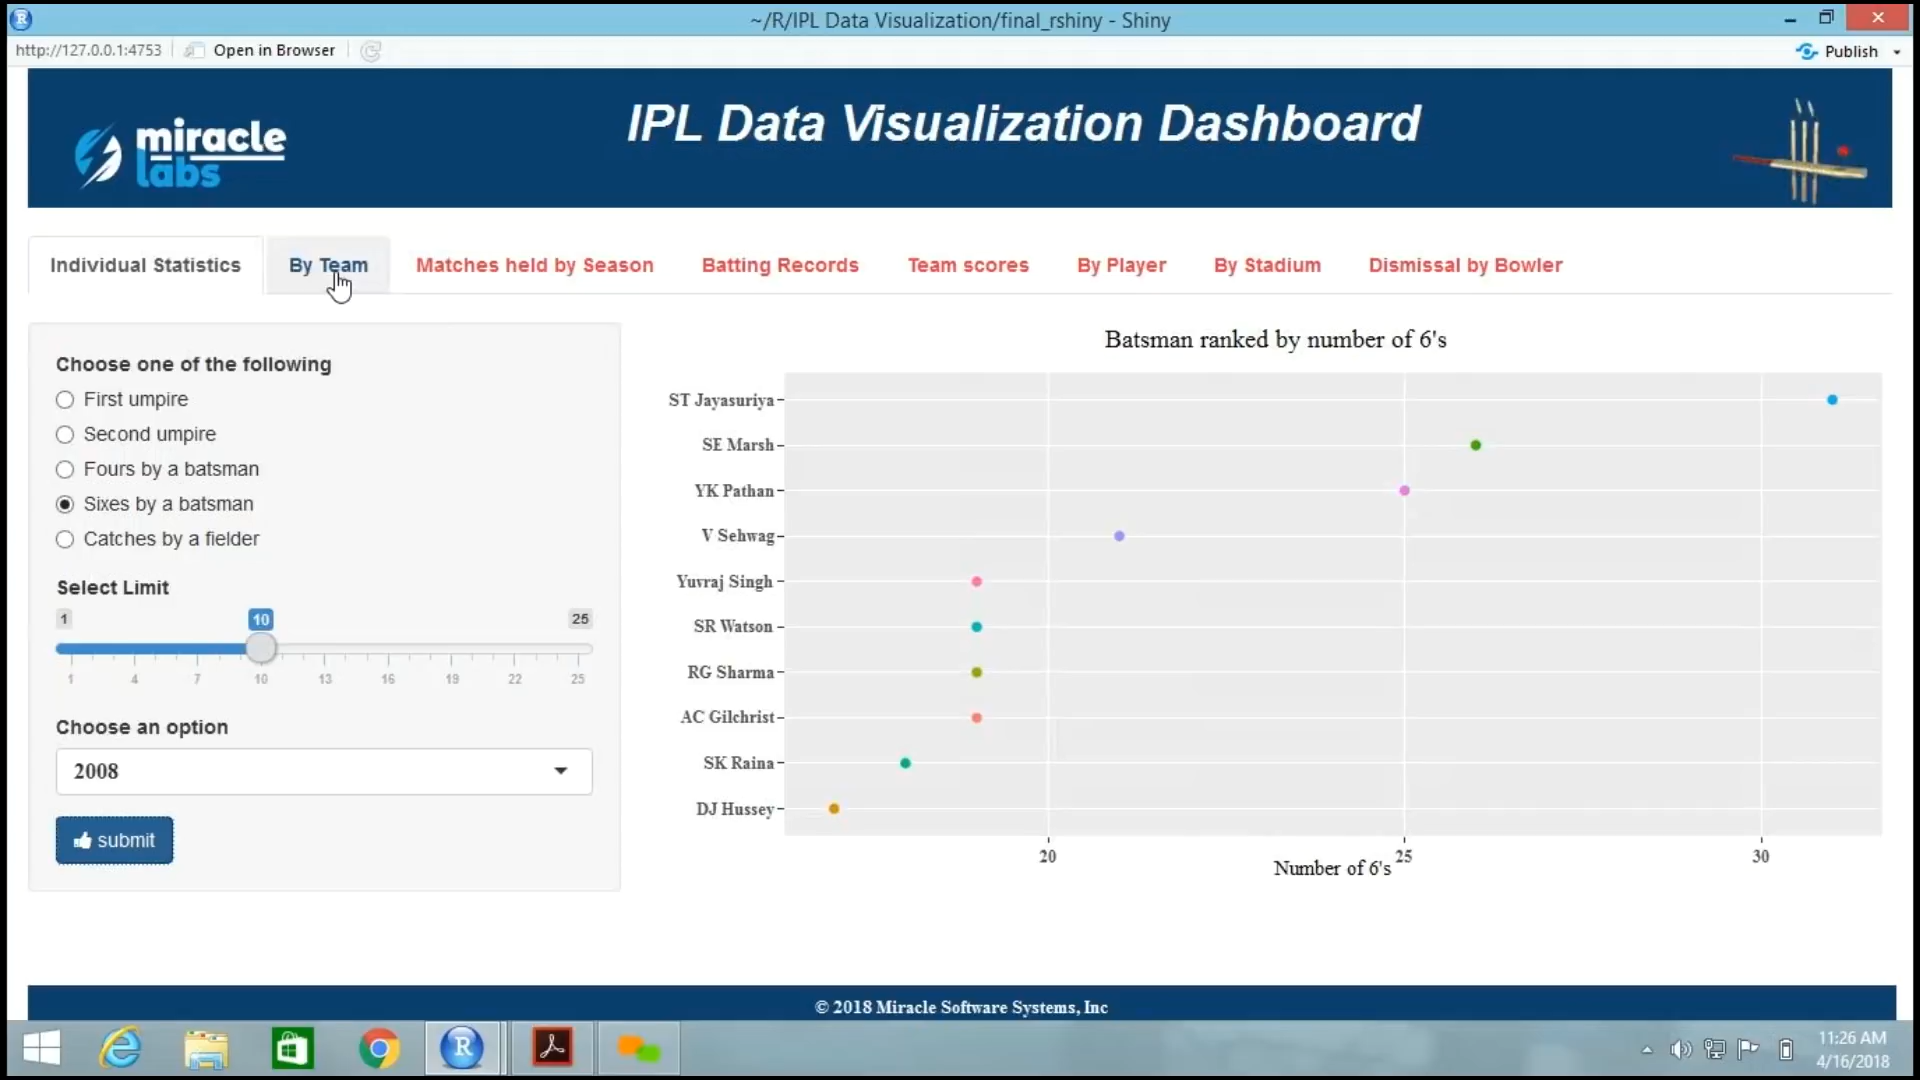 ~/R/IPL Data Visualization/final_rshiny - Shiny
http://127.0.0.1:4753 Open in Browser Publish
miracle labs
IPL Data Visualization Dashboard
Individual Statistics By Team Matches held by Season Batting Records Team scores By Player By Stadium Dismissal by Bowler
Choose one of the following
First umpire
Second umpire
Fours by a batsman
Sixes by a batsman
Catches by a fielder
Select Limit
1 10 25
1 4 7 10 13 16 19 22 25
Choose an option
2008
submit
Batsman ranked by number of 6's
ST Jayasuriya
SE Marsh
YK Pathan
V Sehwag
Yuvraj Singh
SR Watson
RG Sharma
AC Gilchrist
SK Raina
DJ Hussey
20 25 30
Number of 6's
© 2018 Miracle Software Systems, Inc
11:26 AM
4/16/2018